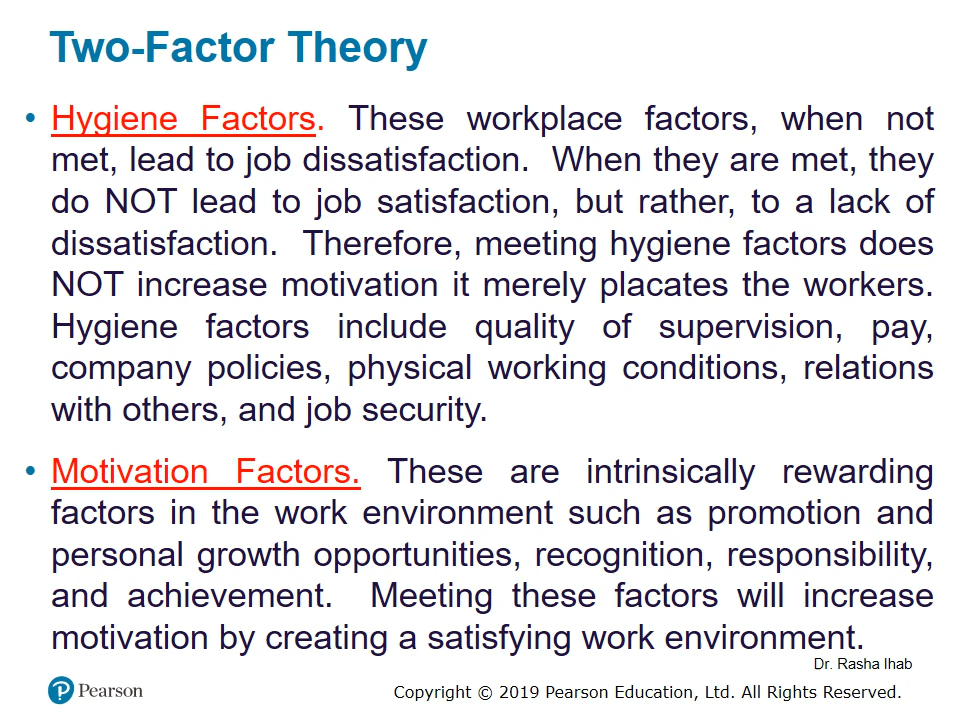 Two-Factor Theory
• Hygiene Factors. These workplace factors, when not
met, lead to job dissatisfaction. When they are met, they
do NOT lead to job satisfaction, but rather, to a lack of
dissatisfaction. Therefore, meeting hygiene factors does
NOT increase motivation it merely placates the workers.
Hygiene factors include quality of supervision, pay,
company policies, physical working conditions, relations
with others, and job security.
• Motivation Factors. These are intrinsically rewarding
factors in the work environment such as promotion and
personal growth opportunities, recognition, responsibility,
and achievement. Meeting these factors will increase
motivation by creating a satisfying work environment.
Dr. Rasha Ihab
P Pearson
Copyright © 2019 Pearson Education, Ltd. All Rights Reserved.